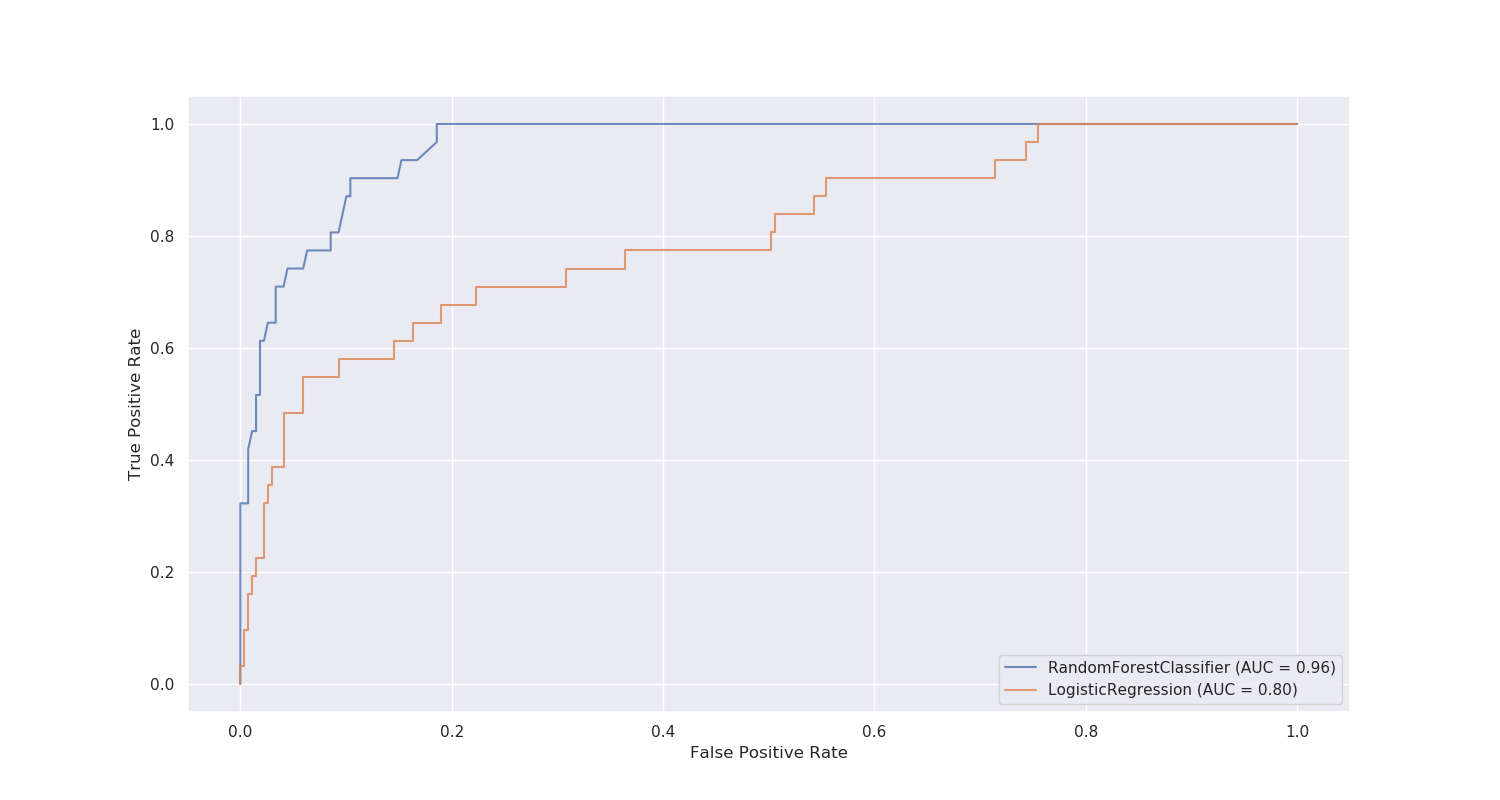 1.0
0.8
0.6
0.4
0.2
0.0
True Positive Rate
RandomForestClassifier (AUC = 0.96)
LogisticRegression (AUC = 0.80)
0.0 0.2 0.4 0.6 0.8 1.0
False Positive Rate